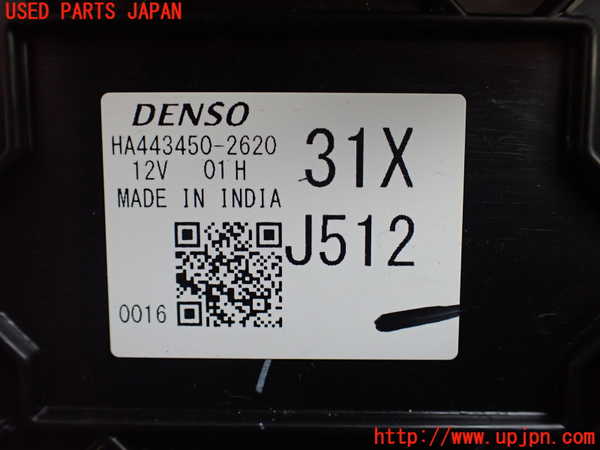 USED PARTS JAPAN
DENSO
HA443450-2620
12V 01H
MADE IN INDIA
31X
J512
0016
http://www.upjpn.com/